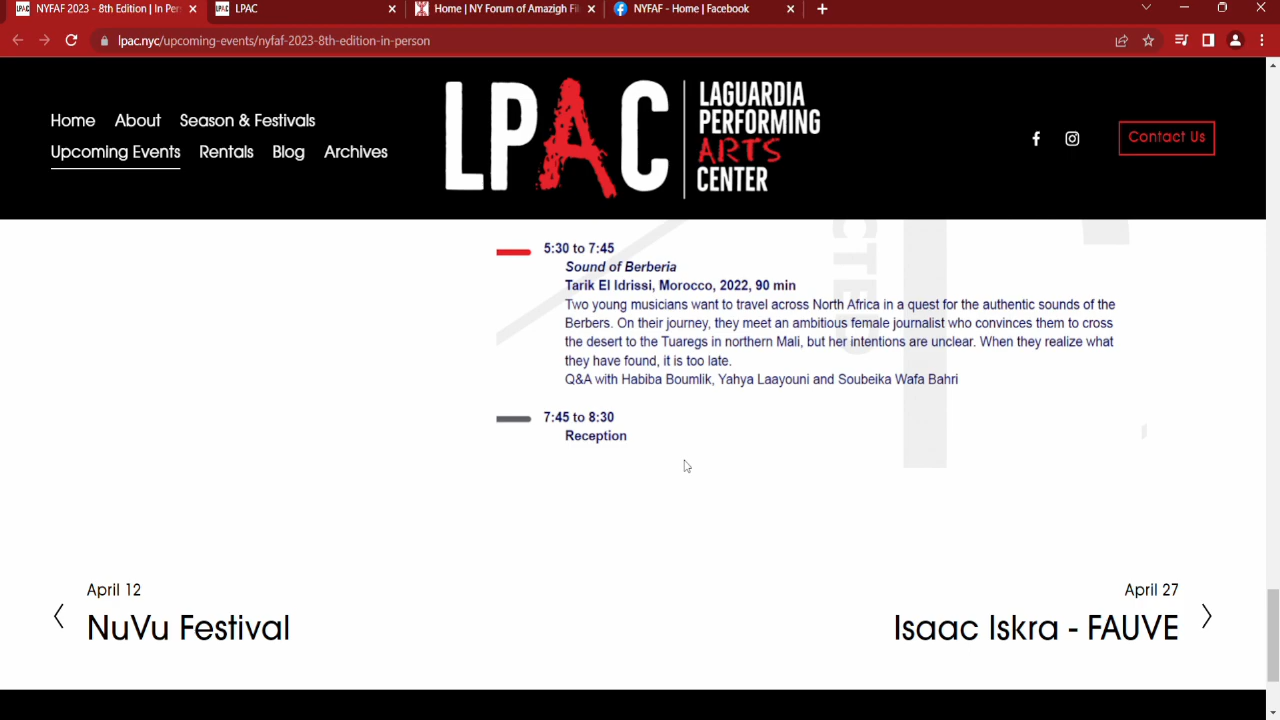 NYFAF 2023 - 8th Edition | In Pers
LPAC
Home | NY Forum of Amazigh Fi
NYFAF - Home | Facebook
lpac.nyc/upcoming-events/nyfaf-2023-8th-edition-in-person
Home About Season & Festivals
Upcoming Events Rentals Blog Archives
LPAC
LAGUARDIA
PERFORMING
ARTS
CENTER
Contact Us
CTED
5:30 to 7:45
Sound of Berberia
Tarik El Idrissi, Morocco, 2022, 90 min
Two young musicians want to travel across North Africa in a quest for the authentic sounds of the
Berbers. On their journey, they meet an ambitious female journalist who convinces them to cross
the desert to the Tuaregs in northern Mali, but her intentions are unclear. When they realize what
they have found, it is too late.
Q&A with Habiba Boumlik, Yahya Laayouni and Soubeika Wafa Bahri
7:45 to 8:30
Reception
April 12
NuVu Festival
April 27
Isaac Iskra - FAUVE